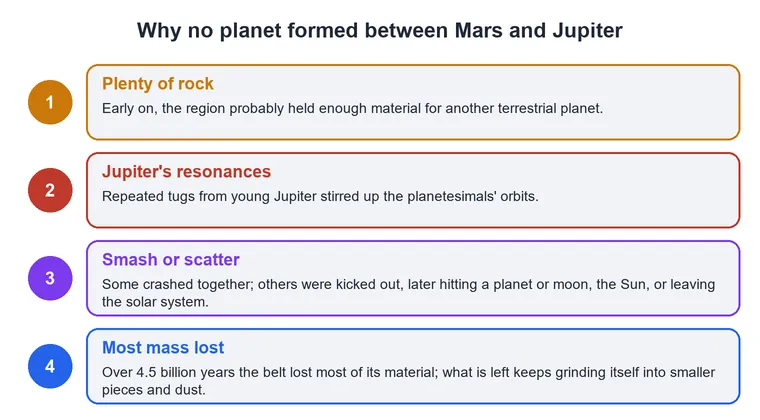 Why no planet formed between Mars and Jupiter
1
Plenty of rock
Early on, the region probably held enough material for another terrestrial planet.
2
Jupiter's resonances
Repeated tugs from young Jupiter stirred up the planetesimals' orbits.
3
Smash or scatter
Some crashed together; others were kicked out, later hitting a planet or moon, the Sun, or leaving
the solar system.
4
Most mass lost
Over 4.5 billion years the belt lost most of its material; what is left keeps grinding itself into smaller
pieces and dust.